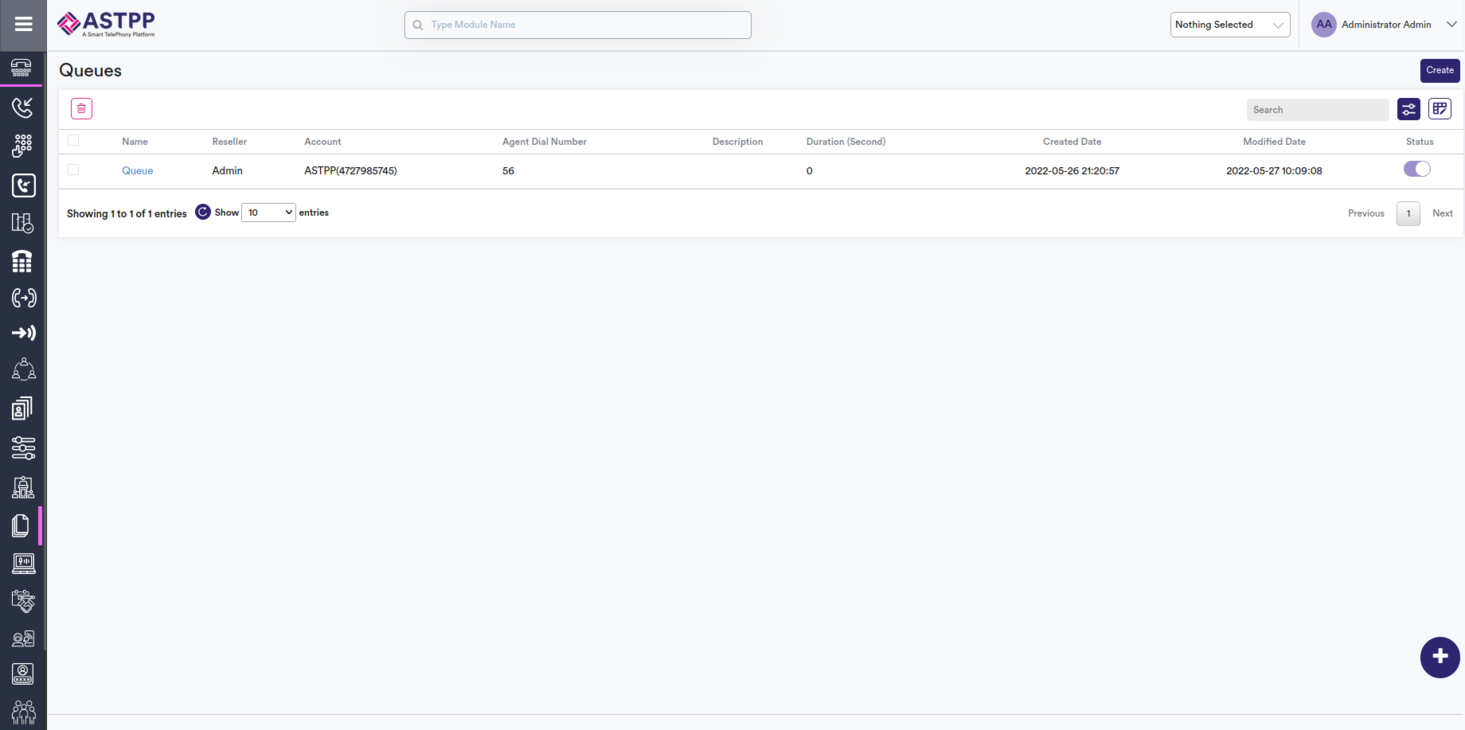 ASTPP
A Smart TelePhony Platform
Type Module Name
Nothing Selected
AA
Administrator Admin
Queues
Create
Search
Name Reseller Account Agent Dial Number Description Duration (Second) Created Date Modified Date Status
Queue Admin ASTPP(4727985745) 56 0 2022-05-26 21:20:57 2022-05-27 10:09:08
Showing 1 to 1 of 1 entries Show 10 entries Previous 1 Next